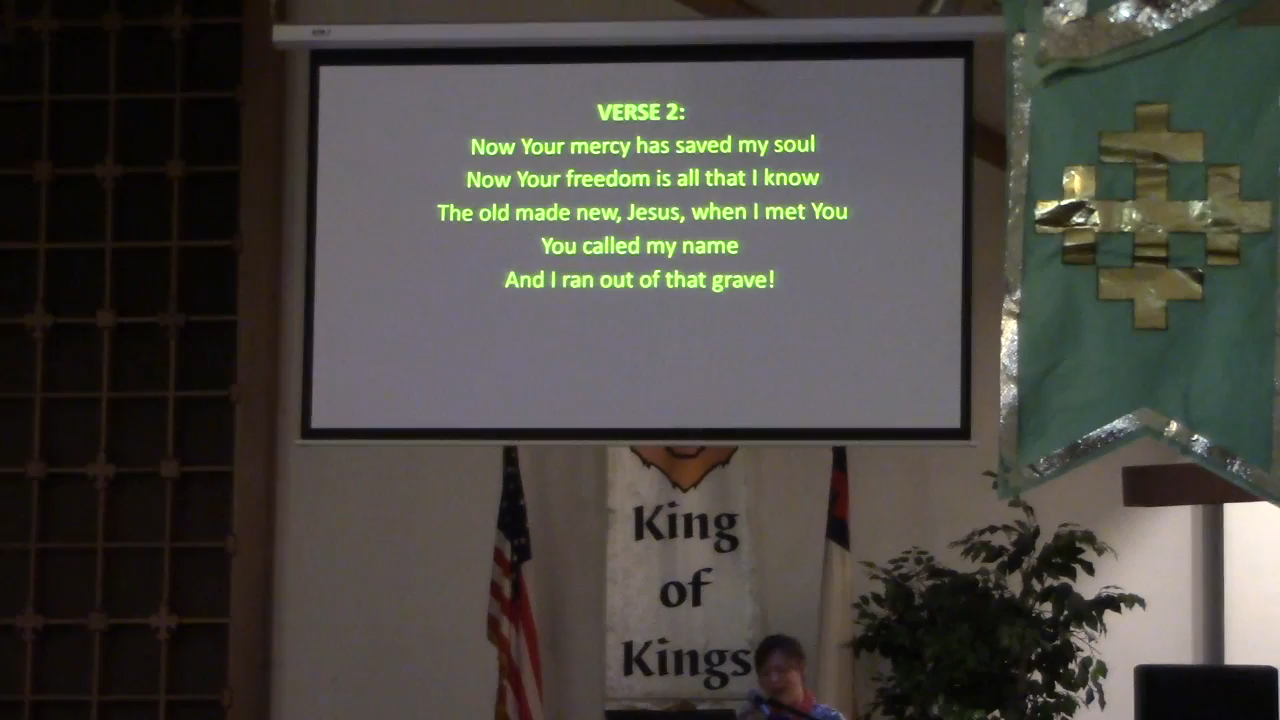 VERSE 2:
Now Your mercy has saved my soul
Now Your freedom is all that I know
The old made new, Jesus, when I met You
You called my name
And I ran out of that grave!
King
of
Kings